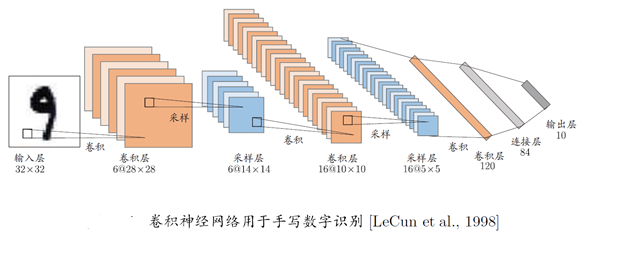 采样
采样
卷积
卷积
卷积
输入层
32×32
卷积层
6@28×28
采样层
6@14×14
卷积层
16@10×10
采样层
16@5×5
卷积层
120
连接层
84
输出层
10
卷积神经网络用于手写数字识别 [LeCun et al., 1998]